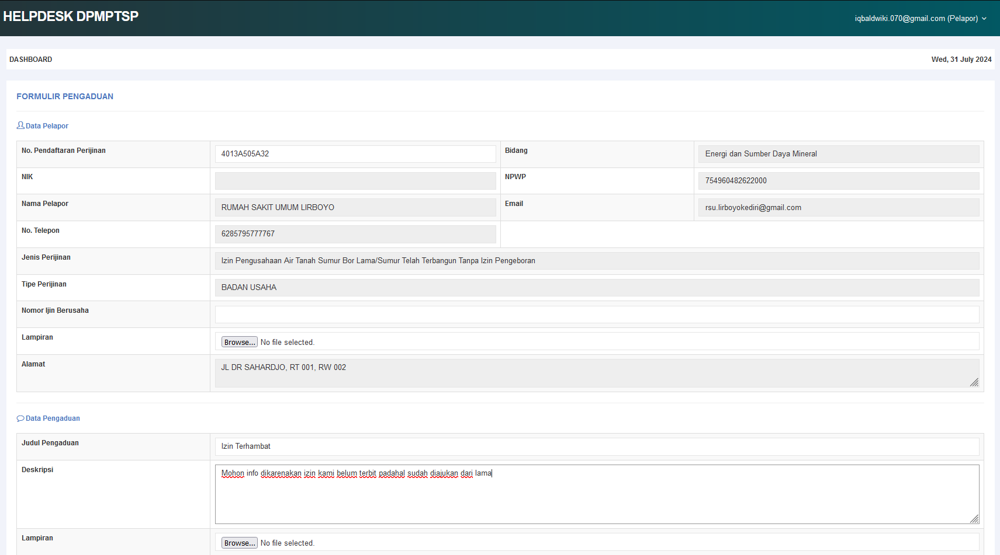 HELPDESK DPMPTSP
iqbaldwiki.070@gmail.com (Pelapor)
DASHBOARD
Wed, 31 July 2024
FORMULIR PENGADUAN
Data Pelapor
No. Pendaftaran Perijinan
4013A505A32
Bidang
Energi dan Sumber Daya Mineral
NIK
NPWP
754960482622000
Nama Pelapor
RUMAH SAKIT UMUM LIRBOYO
Email
rsu.lirboyokediri@gmail.com
No. Telepon
6285795777767
Jenis Perijinan
Izin Pengusahaan Air Tanah Sumur Bor Lama/Sumur Telah Terbangun Tanpa Izin Pengeboran
Tipe Perijinan
BADAN USAHA
Nomor Ijin Berusaha
Lampiran
Browse... No file selected.
Alamat
JL DR SAHARDJO, RT 001, RW 002
Data Pengaduan
Judul Pengaduan
Izin Terhambat
Deskripsi
Mohon info dikarenakan izin kami belum terbit padahal sudah diajukan dari lama
Lampiran
Browse... No file selected.